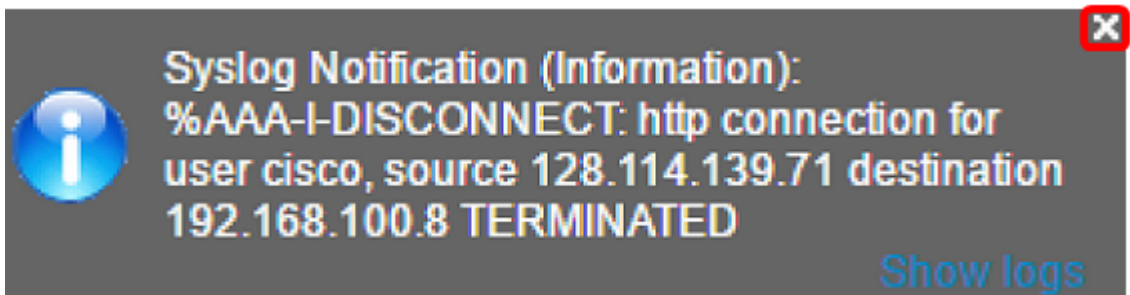 Syslog Notification (Information):
%AAA-I-DISCONNECT: http connection for
user cisco, source 128.114.139.71 destination
192.168.100.8 TERMINATED
Show logs